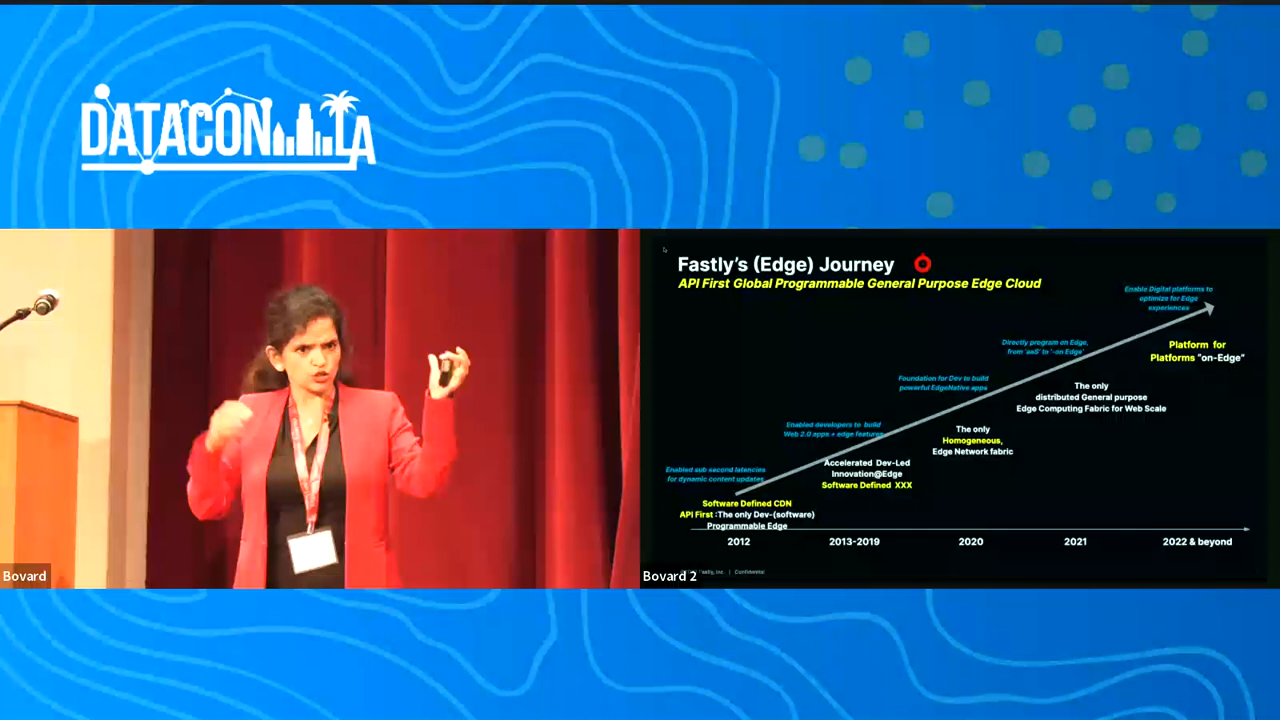 DATACON LA
Bovard
Fastly's (Edge) Journey
API First Global Programmable General Purpose Edge Cloud
Enable Digital platforms to
optimize for Edge
experiences
Platform for
Platforms "on-Edge"
Directly program on Edge,
from 'aaS' to '-on Edge'
The only
distributed General purpose
Edge Computing Fabric for Web Scale
Foundation for Dev to build
powerful EdgeNative apps
The only
Homogeneous,
Edge Network fabric
Enabled developers to build
Web 2.0 apps + edge features
Accelerated Dev-Led
Innovation@Edge
Software Defined XXX
Enabled sub second latencies
for dynamic content updates
Software Defined CDN
API First :The only Dev-(software)
Programmable Edge
2012
2013-2019
2020
2021
2022 & beyond
Fastly, Inc. | Confidential
Bovard 2